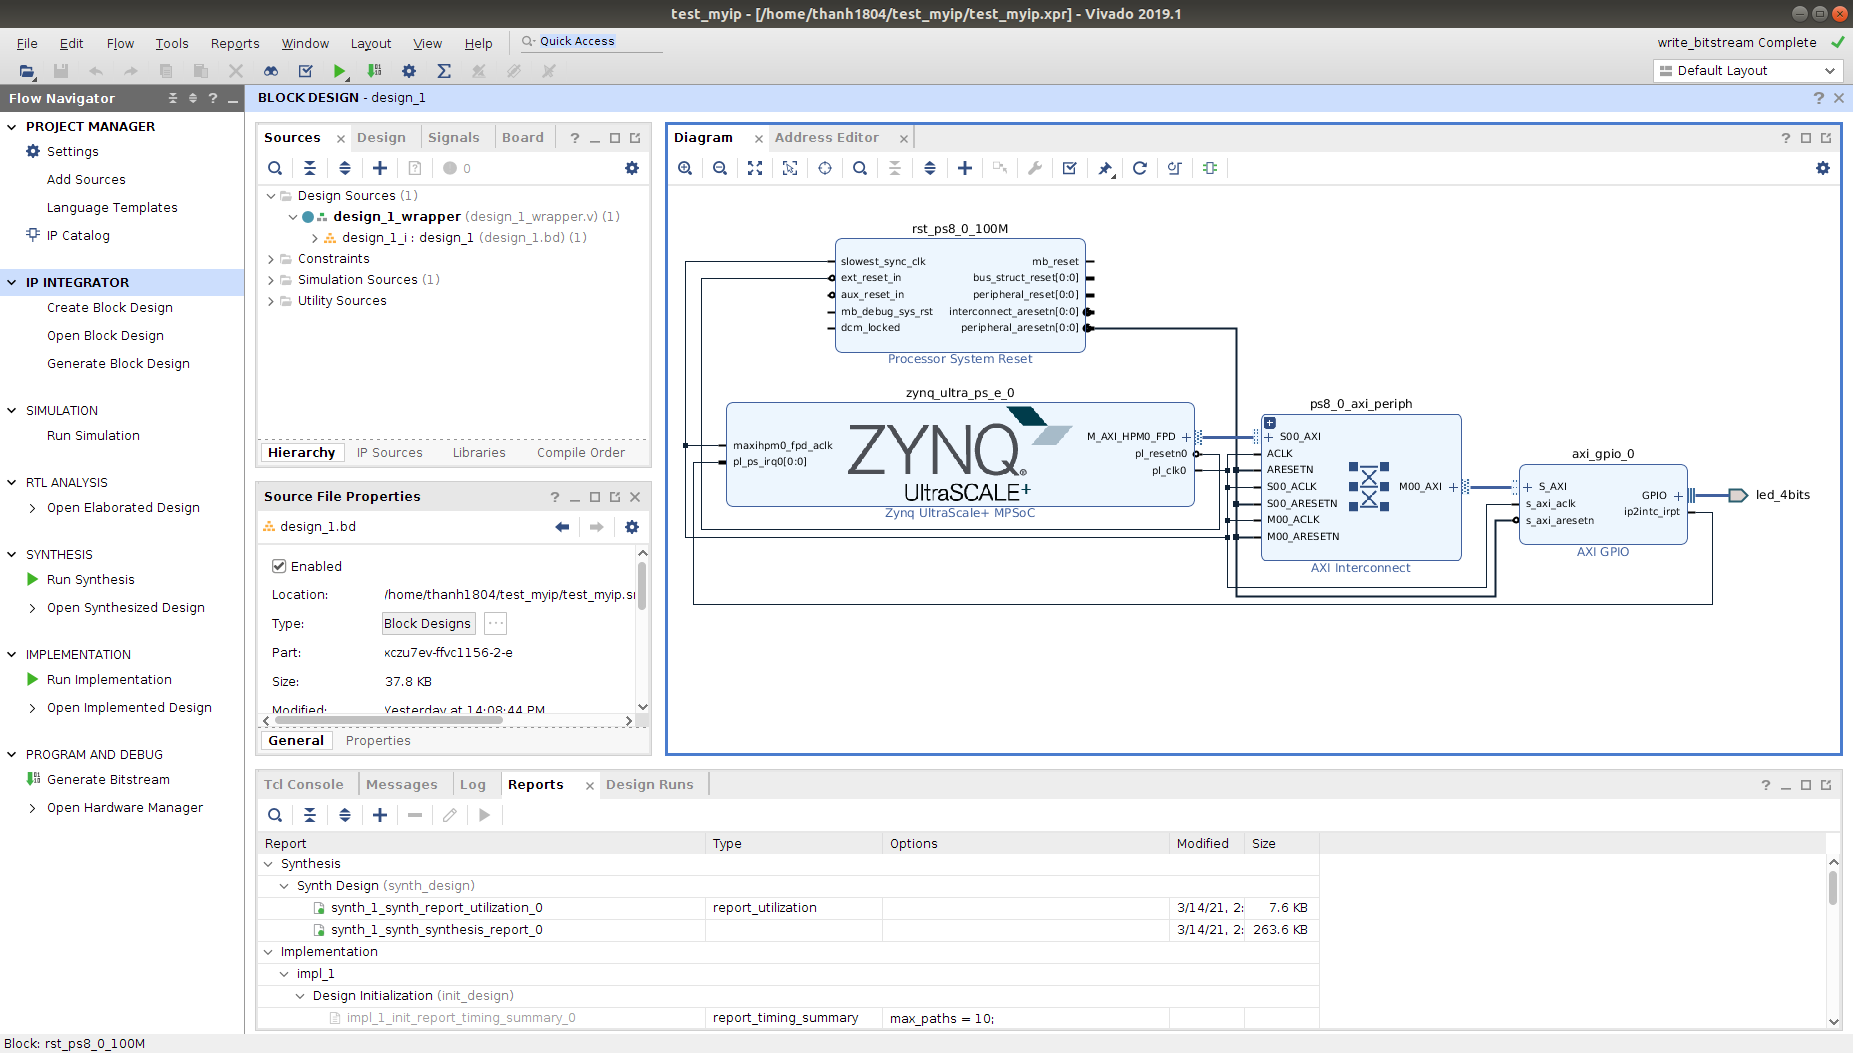 test_myip - [/home/thanh1804/test_myip/test_myip.xpr] - Vivado 2019.1
File Edit Flow Tools Reports Window Layout View Help Quick Access
write_bitstream Complete
Default Layout
Flow Navigator
PROJECT MANAGER
Settings
Add Sources
Language Templates
IP Catalog
IP INTEGRATOR
Create Block Design
Open Block Design
Generate Block Design
SIMULATION
Run Simulation
RTL ANALYSIS
Open Elaborated Design
SYNTHESIS
Run Synthesis
Open Synthesized Design
IMPLEMENTATION
Run Implementation
Open Implemented Design
PROGRAM AND DEBUG
Generate Bitstream
Open Hardware Manager
BLOCK DESIGN - design_1
Sources Design Signals Board
0
Design Sources (1)
design_1_wrapper (design_1_wrapper.v) (1)
design_1_i : design_1 (design_1.bd) (1)
Constraints
Simulation Sources (1)
Utility Sources
Hierarchy IP Sources Libraries Compile Order
Source File Properties
design_1.bd
Enabled
Location: /home/thanh1804/test_myip/test_myip.sr
Type: Block Designs
Part: xczu7ev-ffvc1156-2-e
Size: 37.8 KB
Modified: Yesterday at 14:08:44 PM
General Properties
Diagram Address Editor
rst_ps8_0_100M
slowest_sync_clk
ext_reset_in
aux_reset_in
mb_debug_sys_rst
dcm_locked
mb_reset
bus_struct_reset[0:0]
peripheral_reset[0:0]
interconnect_aresetn[0:0]
peripheral_aresetn[0:0]
Processor System Reset
zynq_ultra_ps_e_0
maxihpm0_fpd_aclk
pl_ps_irq0[0:0]
ZYNQ
UltraSCALE+
M_AXI_HPM0_FPD
pl_resetn0
pl_clk0
Zynq UltraScale+ MPSoC
ps8_0_axi_periph
S00_AXI
ACLK
ARESETN
S00_ACLK
S00_ARESETN
M00_ACLK
M00_ARESETN
M00_AXI
AXI Interconnect
axi_gpio_0
S_AXI
s_axi_aclk
s_axi_aresetn
GPIO
ip2intc_irpt
AXI GPIO
led_4bits
Tcl Console Messages Log Reports Design Runs
Report Type Options Modified Size
Synthesis
Synth Design (synth_design)
synth_1_synth_report_utilization_0 report_utilization 3/14/21, 2: 7.6 KB
synth_1_synth_synthesis_report_0 3/14/21, 2: 263.6 KB
Implementation
impl_1
Design Initialization (init_design)
impl_1_init_report_timing_summary_0 report_timing_summary max_paths = 10;
Block: rst_ps8_0_100M